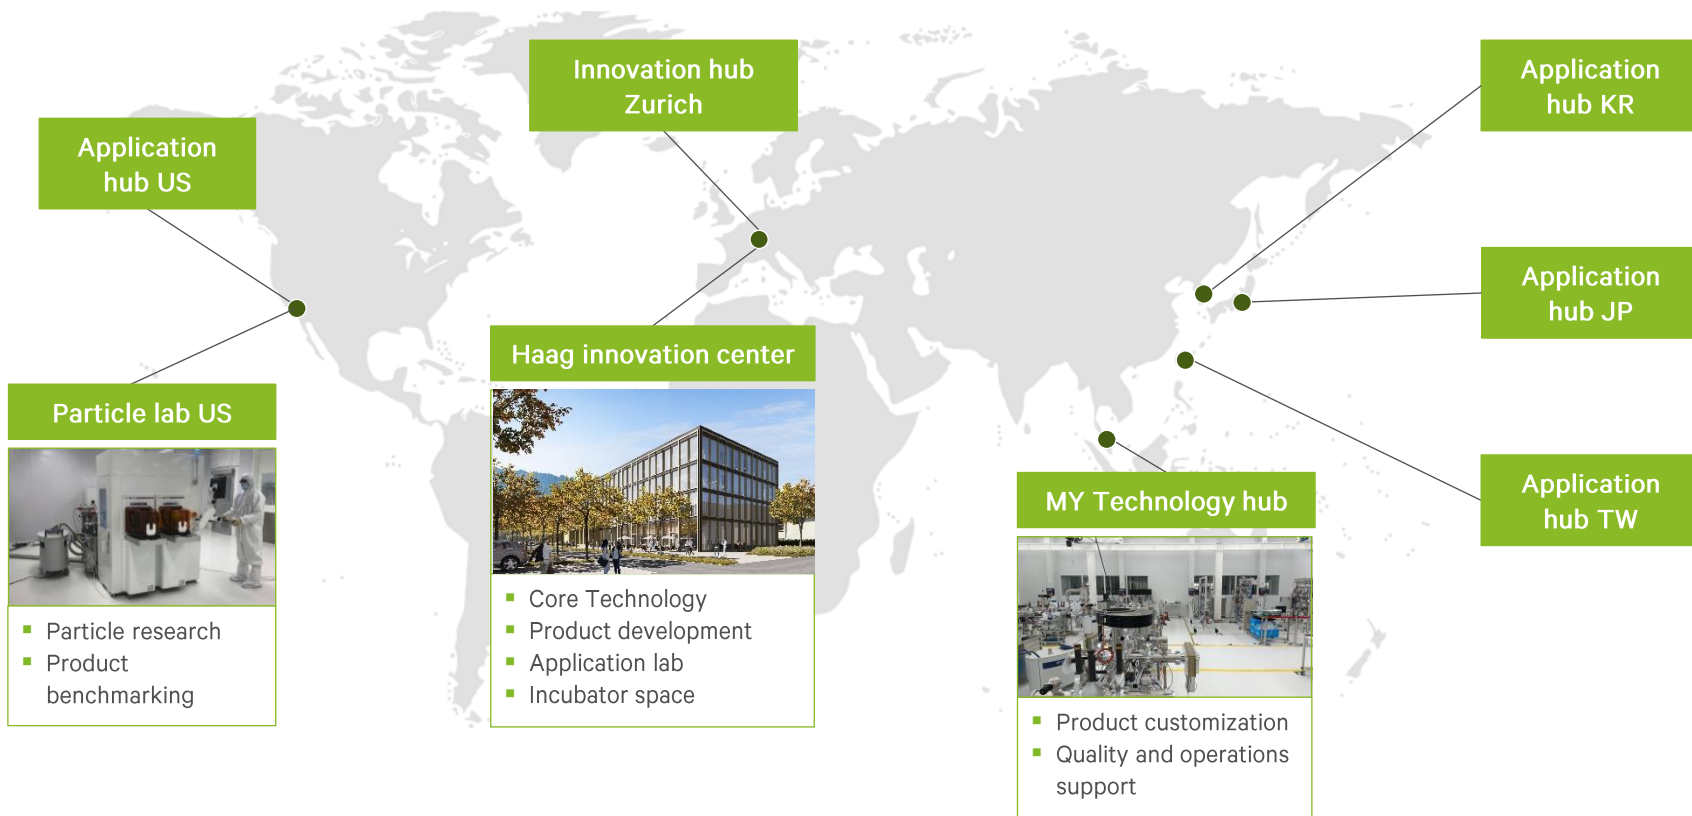 Innovation hub
Zurich
Application
hub KR
Application
hub US
Application
hub JP
Haag innovation center
Particle lab US
Application
hub TW
MY Technology hub
▪ Core Technology
▪ Product development
▪ Application lab
▪ Incubator space
▪ Particle research
▪ Product
benchmarking
▪ Product customization
▪ Quality and operations
support